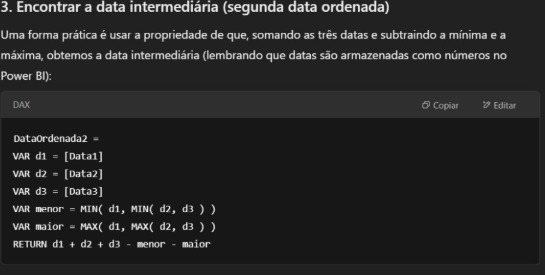 3. Encontrar a data intermediária (segunda data ordenada)
Uma forma prática é usar a propriedade de que, somando as três datas e subtraindo a mínima e a
máxima, obtemos a data intermediária (lembrando que datas são armazenadas como números no
Power BI):
DAX Copiar Editar
DataOrdenada2 =
VAR d1 = [Data1]
VAR d2 = [Data2]
VAR d3 = [Data3]
VAR menor = MIN( d1, MIN( d2, d3 ) )
VAR maior = MAX( d1, MAX( d2, d3 ) )
RETURN d1 + d2 + d3 - menor - maior